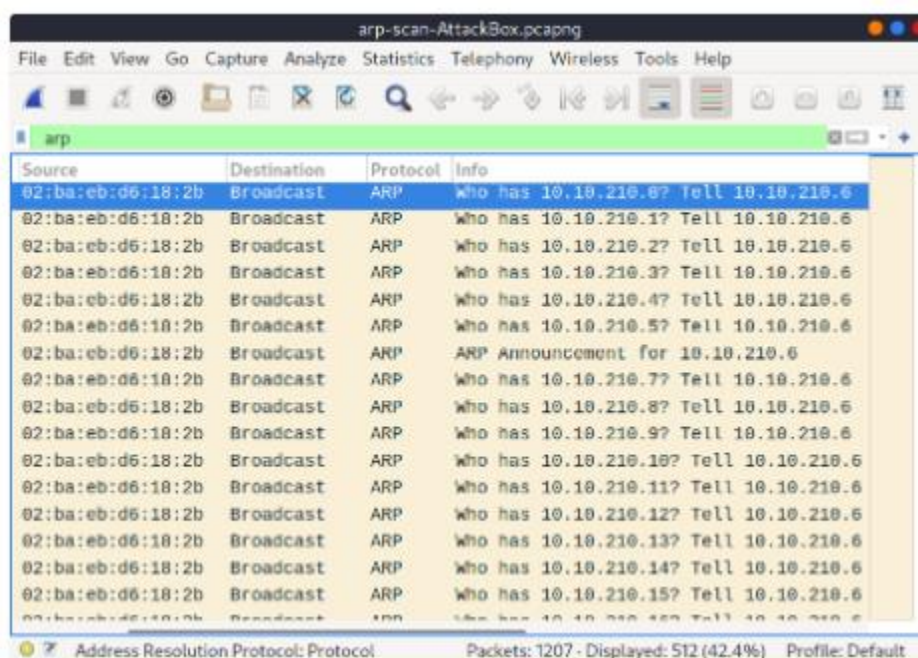 arp-scan-AttackBox.pcapng
File Edit View Go Capture Analyze Statistics Telephony Wireless Tools Help
arp
Source Destination Protocol Info
02:ba:eb:d6:18:2b Broadcast ARP Who has 10.10.210.0? Tell 10.10.210.6
02:ba:eb:d6:18:2b Broadcast ARP Who has 10.10.210.1? Tell 10.10.210.6
02:ba:eb:d6:18:2b Broadcast ARP Who has 10.10.210.2? Tell 10.10.210.6
02:ba:eb:d6:18:2b Broadcast ARP Who has 10.10.210.3? Tell 10.10.210.6
02:ba:eb:d6:18:2b Broadcast ARP Who has 10.10.210.4? Tell 10.10.210.6
02:ba:eb:d6:18:2b Broadcast ARP Who has 10.10.210.5? Tell 10.10.210.6
02:ba:eb:d6:18:2b Broadcast ARP ARP Announcement for 10.10.210.6
02:ba:eb:d6:18:2b Broadcast ARP Who has 10.10.210.7? Tell 10.10.210.6
02:ba:eb:d6:18:2b Broadcast ARP Who has 10.10.210.8? Tell 10.10.210.6
02:ba:eb:d6:18:2b Broadcast ARP Who has 10.10.210.9? Tell 10.10.210.6
02:ba:eb:d6:18:2b Broadcast ARP Who has 10.10.210.10? Tell 10.10.210.6
02:ba:eb:d6:18:2b Broadcast ARP Who has 10.10.210.11? Tell 10.10.210.6
02:ba:eb:d6:18:2b Broadcast ARP Who has 10.10.210.12? Tell 10.10.210.6
02:ba:eb:d6:18:2b Broadcast ARP Who has 10.10.210.13? Tell 10.10.210.6
02:ba:eb:d6:18:2b Broadcast ARP Who has 10.10.210.14? Tell 10.10.210.6
02:ba:eb:d6:18:2b Broadcast ARP Who has 10.10.210.15? Tell 10.10.210.6
Address Resolution Protocol: Protocol Packets: 1207 · Displayed: 512 (42.4%) Profile: Default